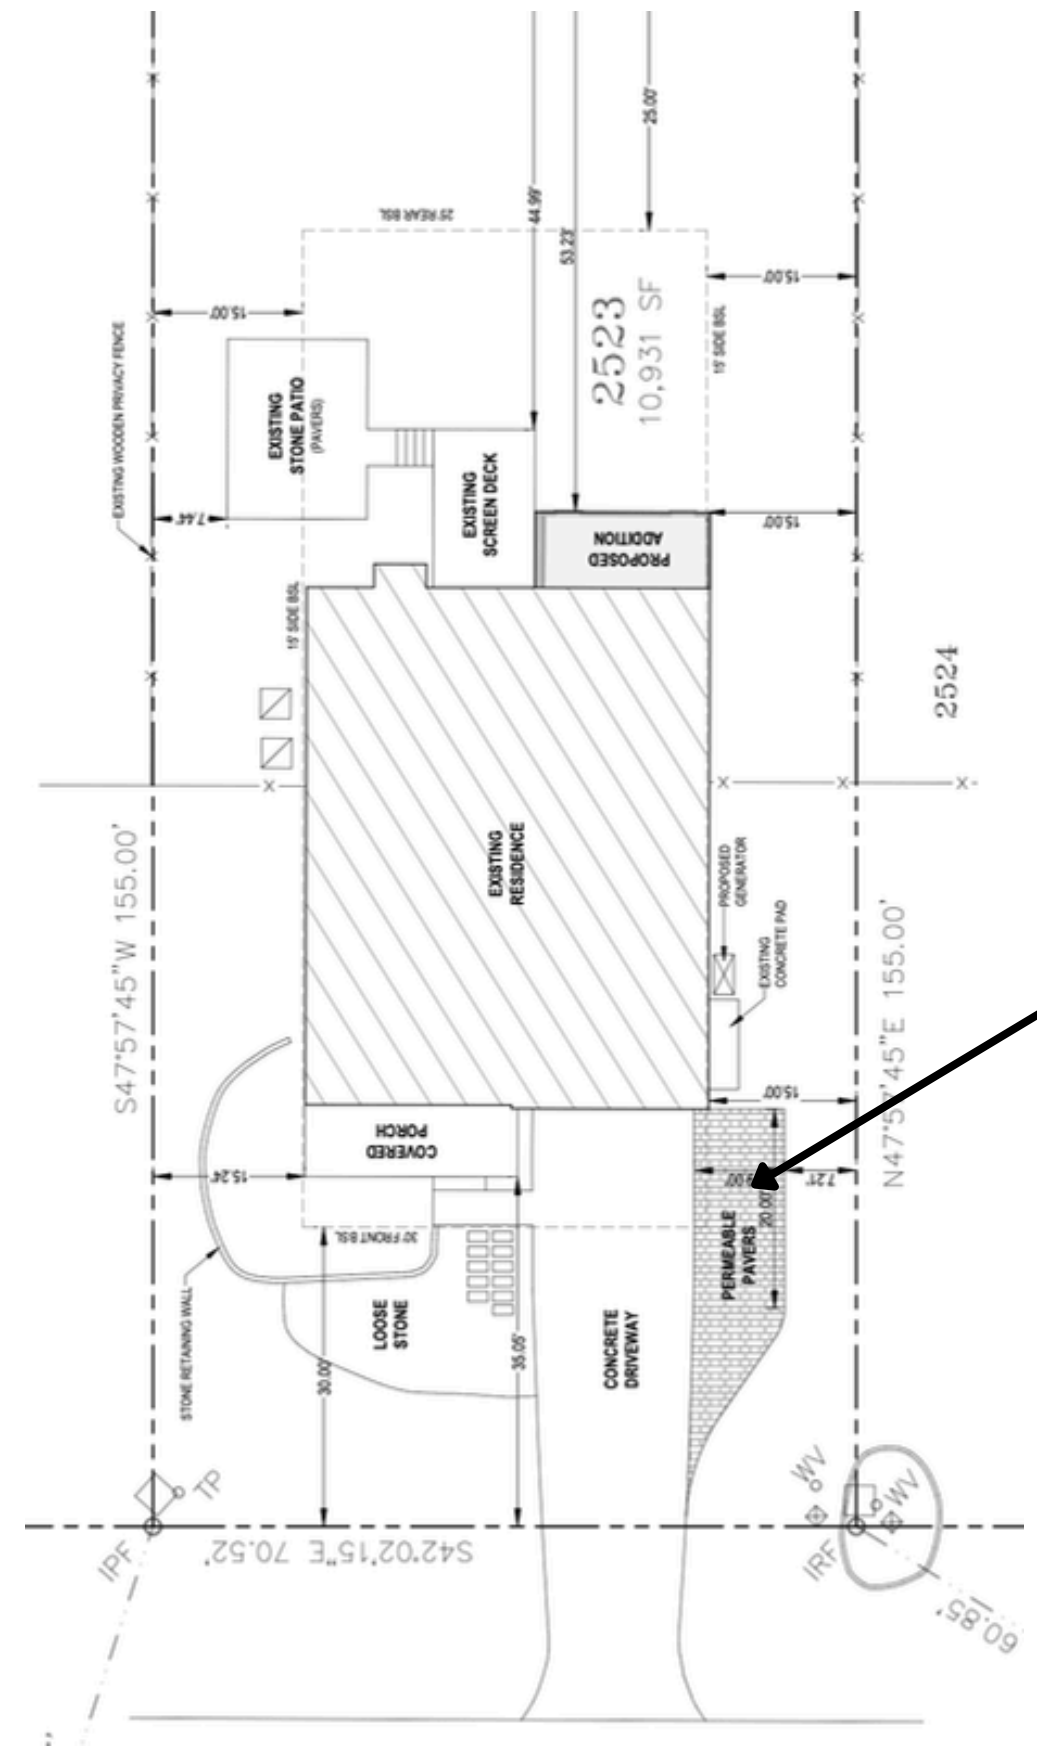 25.00'
25' REAR BSL
44.99'
53.23'
15.00'
15.00'
2523
10,931 SF
15' SIDE BSL
EXISTING WOODEN PRIVACY FENCE
EXISTING
STONE PATIO
(PAVERS)
EXISTING
SCREEN DECK
7.44'
15.00'
PROPOSED
ADDITION
15' SIDE BSL
2524
EXISTING
RESIDENCE
S47°57'45"W 155.00'
PROPOSED
GENERATOR
EXISTING
CONCRETE PAD
N47°57'45"E 155.00'
15.00'
COVERED
PORCH
15.24'
9.00'
7.21'
20.00'
PERMEABLE
PAVERS
30' FRONT BSL
STONE RETAINING WALL
LOOSE
STONE
30.00'
35.05'
CONCRETE
DRIVEWAY
TP
WV
WV
IPF
S42°02'15"E 70.52'
IRF
60.85'